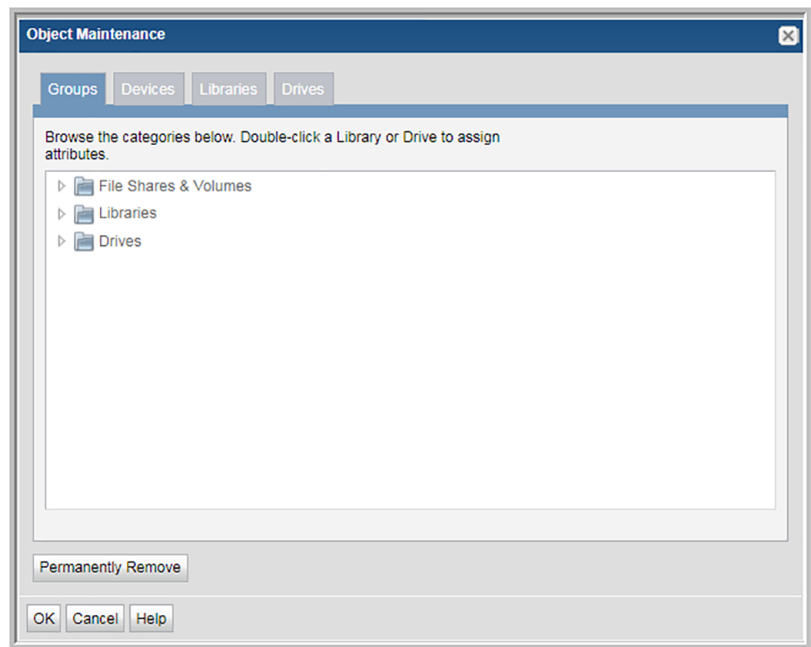 Object Maintenance
Groups Devices Libraries Drives
Browse the categories below. Double-click a Library or Drive to assign
attributes.
File Shares & Volumes
Libraries
Drives
Permanently Remove
OK Cancel Help